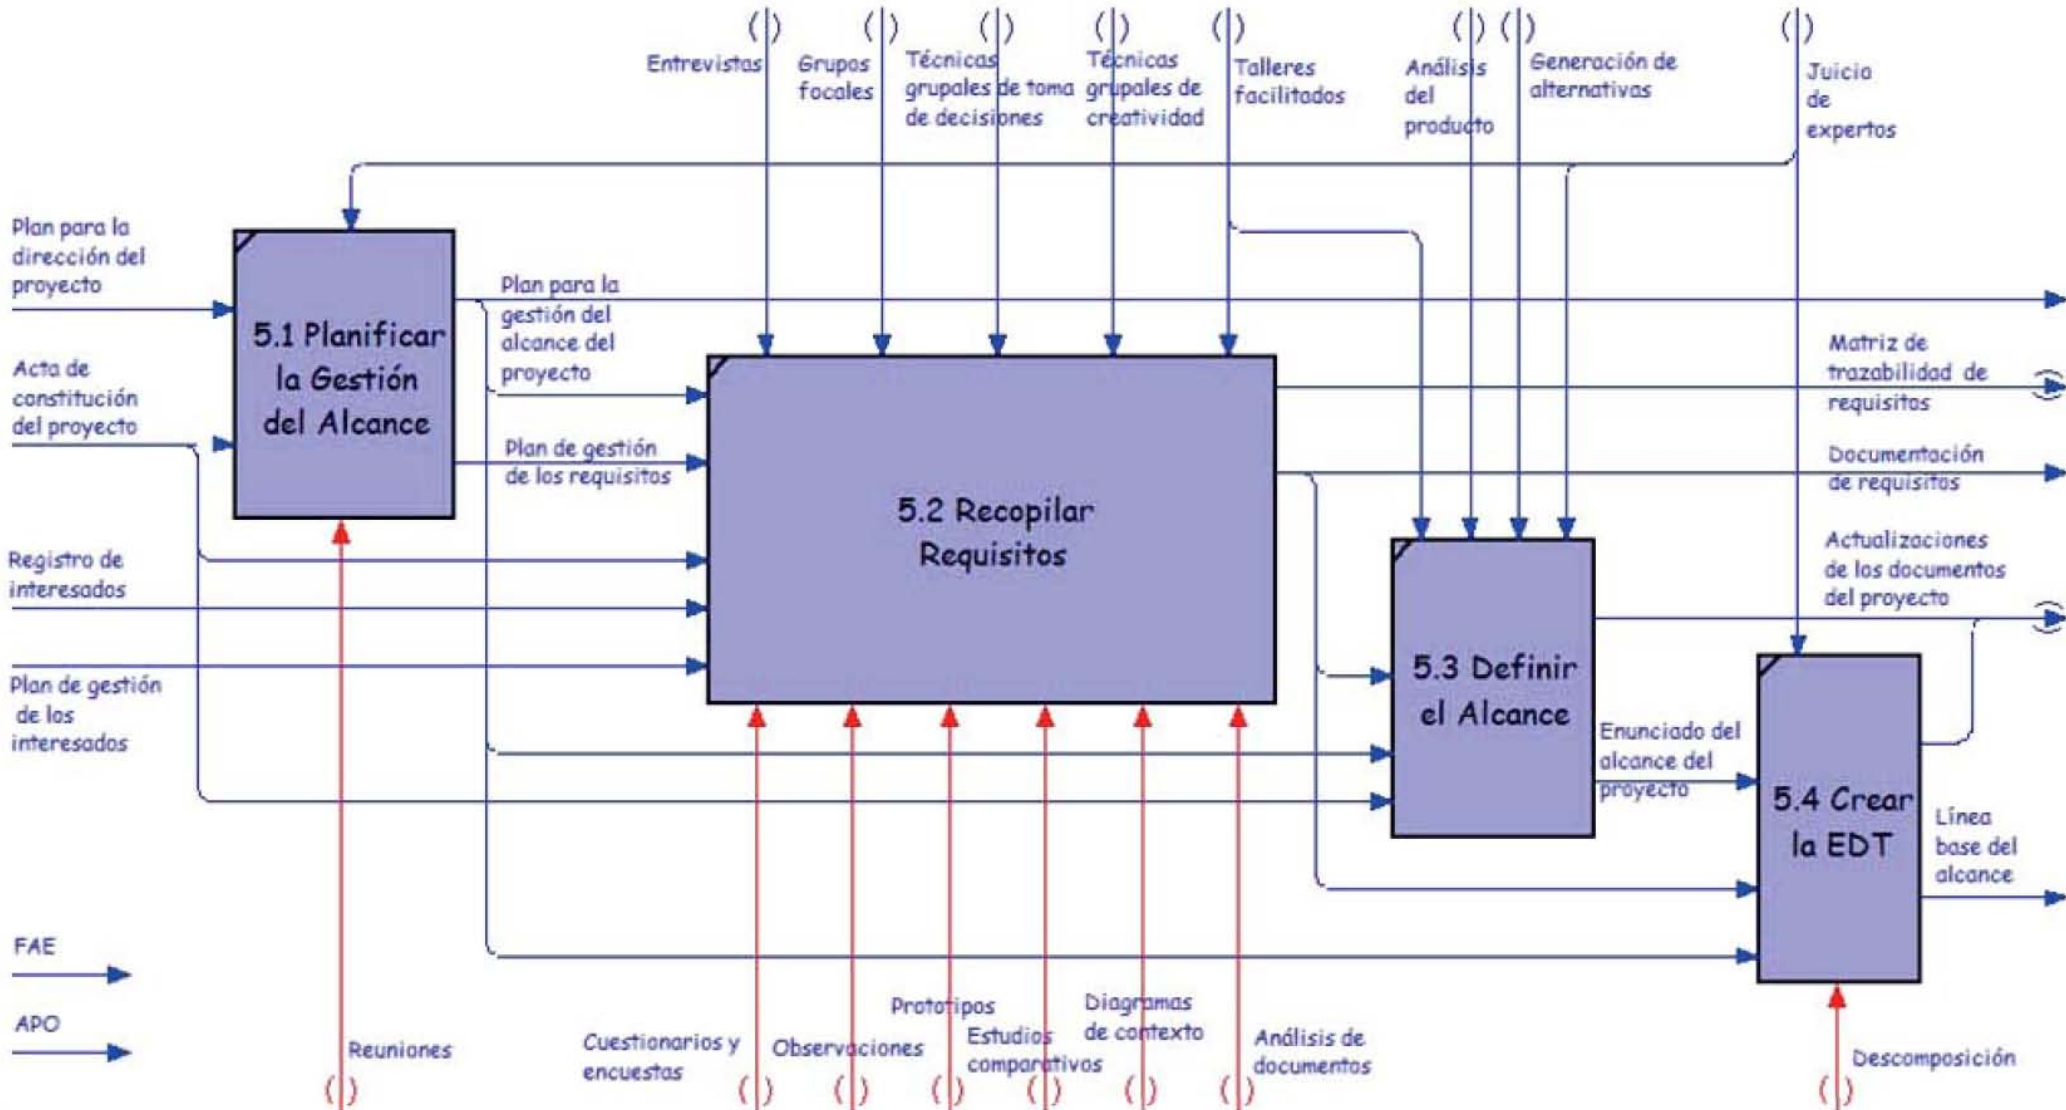 Entrevistas
Grupos
focales
Técnicas
grupales de toma
de decisiones
Técnicas
grupales de
creatividad
Talleres
facilitados
Análisis
del
producto
Generación de
alternativas
Juicio
de
expertos
Plan para la
dirección del
proyecto
Acta de
constitución
del proyecto
Registro de
interesados
Plan de gestión
de los
interesados
5.1 Planificar
la Gestión
del Alcance
Plan para la
gestión del
alcance del
proyecto
Plan de gestión
de los requisitos
5.2 Recopilar
Requisitos
Matriz de
trazabilidad de
requisitos
Documentación
de requisitos
Actualizaciones
de los documentos
del proyecto
5.3 Definir
el Alcance
Enunciado del
alcance del
proyecto
5.4 Crear
la EDT
Línea
base del
alcance
FAE
APO
Reuniones
Cuestionarios y
encuestas
Observaciones
Prototipos
Estudios
comparativos
Diagramas
de contexto
Análisis de
documentos
Descomposición